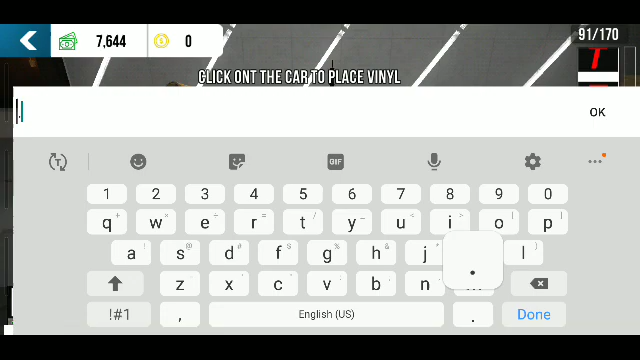 7,644 0 91/170
CLICK ONT THE CAR TO PLACE VINYL
T
. OK
T GIF
1 2 3 4 5 6 7 8 9 0
q w e r t y u i o p
a s d f g h j l
z x c v b n
.
!#1 , English (US) . Done